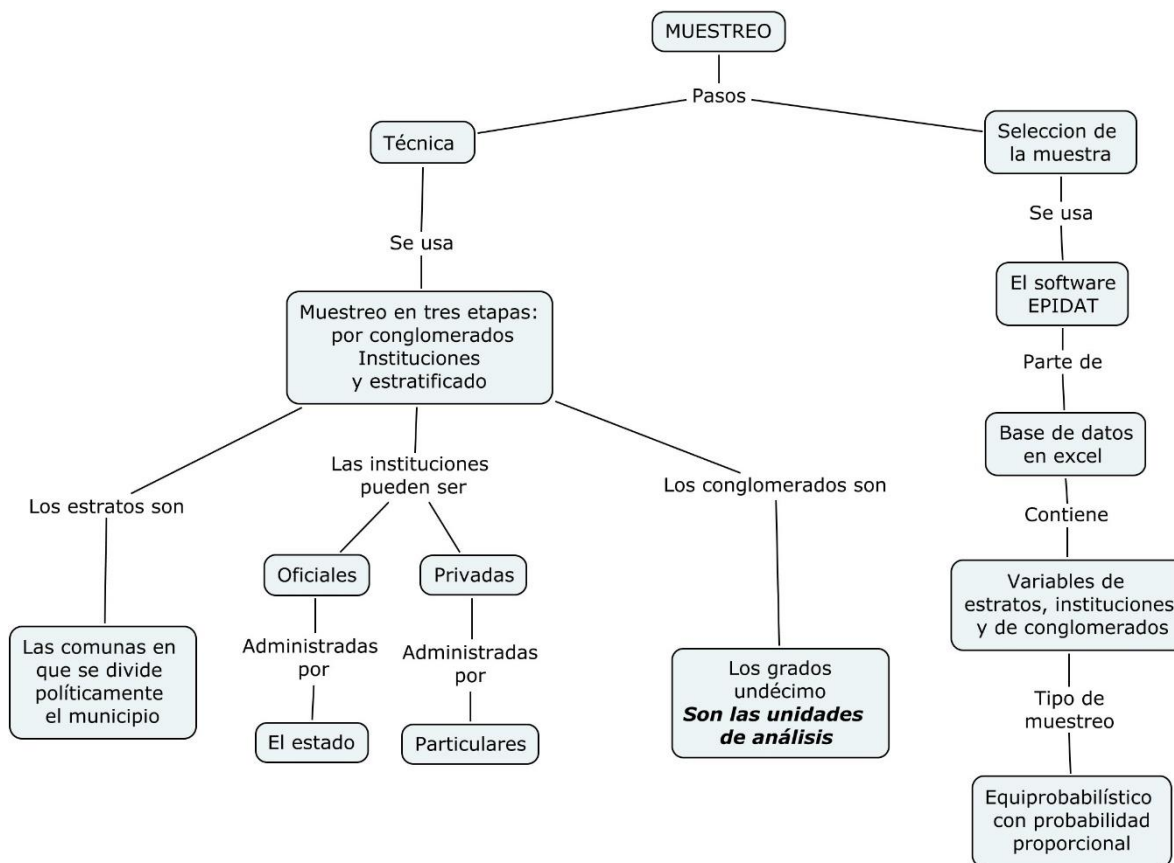 MUESTREO
Pasos
Técnica
Se usa
Muestreo en tres etapas:
por conglomerados
Instituciones
y estratificado
Los estratos son
Las comunas en
que se divide
políticamente
el municipio
Las instituciones
pueden ser
Oficiales
Administradas
por
El estado
Privadas
Administradas
por
Particulares
Los conglomerados son
Los grados
undécimo
Son las unidades
de análisis
Seleccion de
la muestra
Se usa
El software
EPIDAT
Parte de
Base de datos
en excel
Contiene
Variables de
estratos, instituciones
y de conglomerados
Tipo de
muestreo
Equiprobabilístico
con probabilidad
proporcional